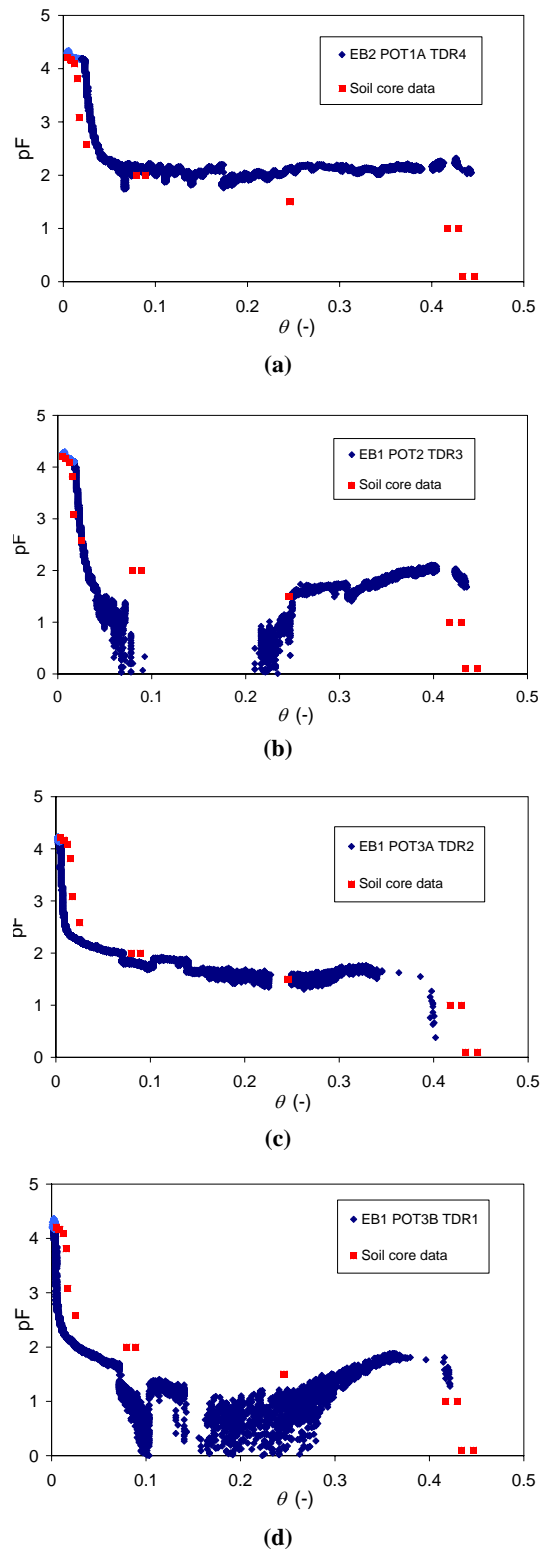 5
4
3
2
1
0
pF
EB2 POT1A TDR4
Soil core data
0 0.1 0.2 0.3 0.4 0.5
θ (-)
(a)
5
4
3
2
1
0
pF
EB1 POT2 TDR3
Soil core data
0 0.1 0.2 0.3 0.4 0.5
θ (-)
(b)
5
4
3
2
1
0
pF
EB1 POT3A TDR2
Soil core data
0 0.1 0.2 0.3 0.4 0.5
θ (-)
(c)
5
4
3
2
1
0
pF
EB1 POT3B TDR1
Soil core data
0 0.1 0.2 0.3 0.4 0.5
θ (-)
(d)